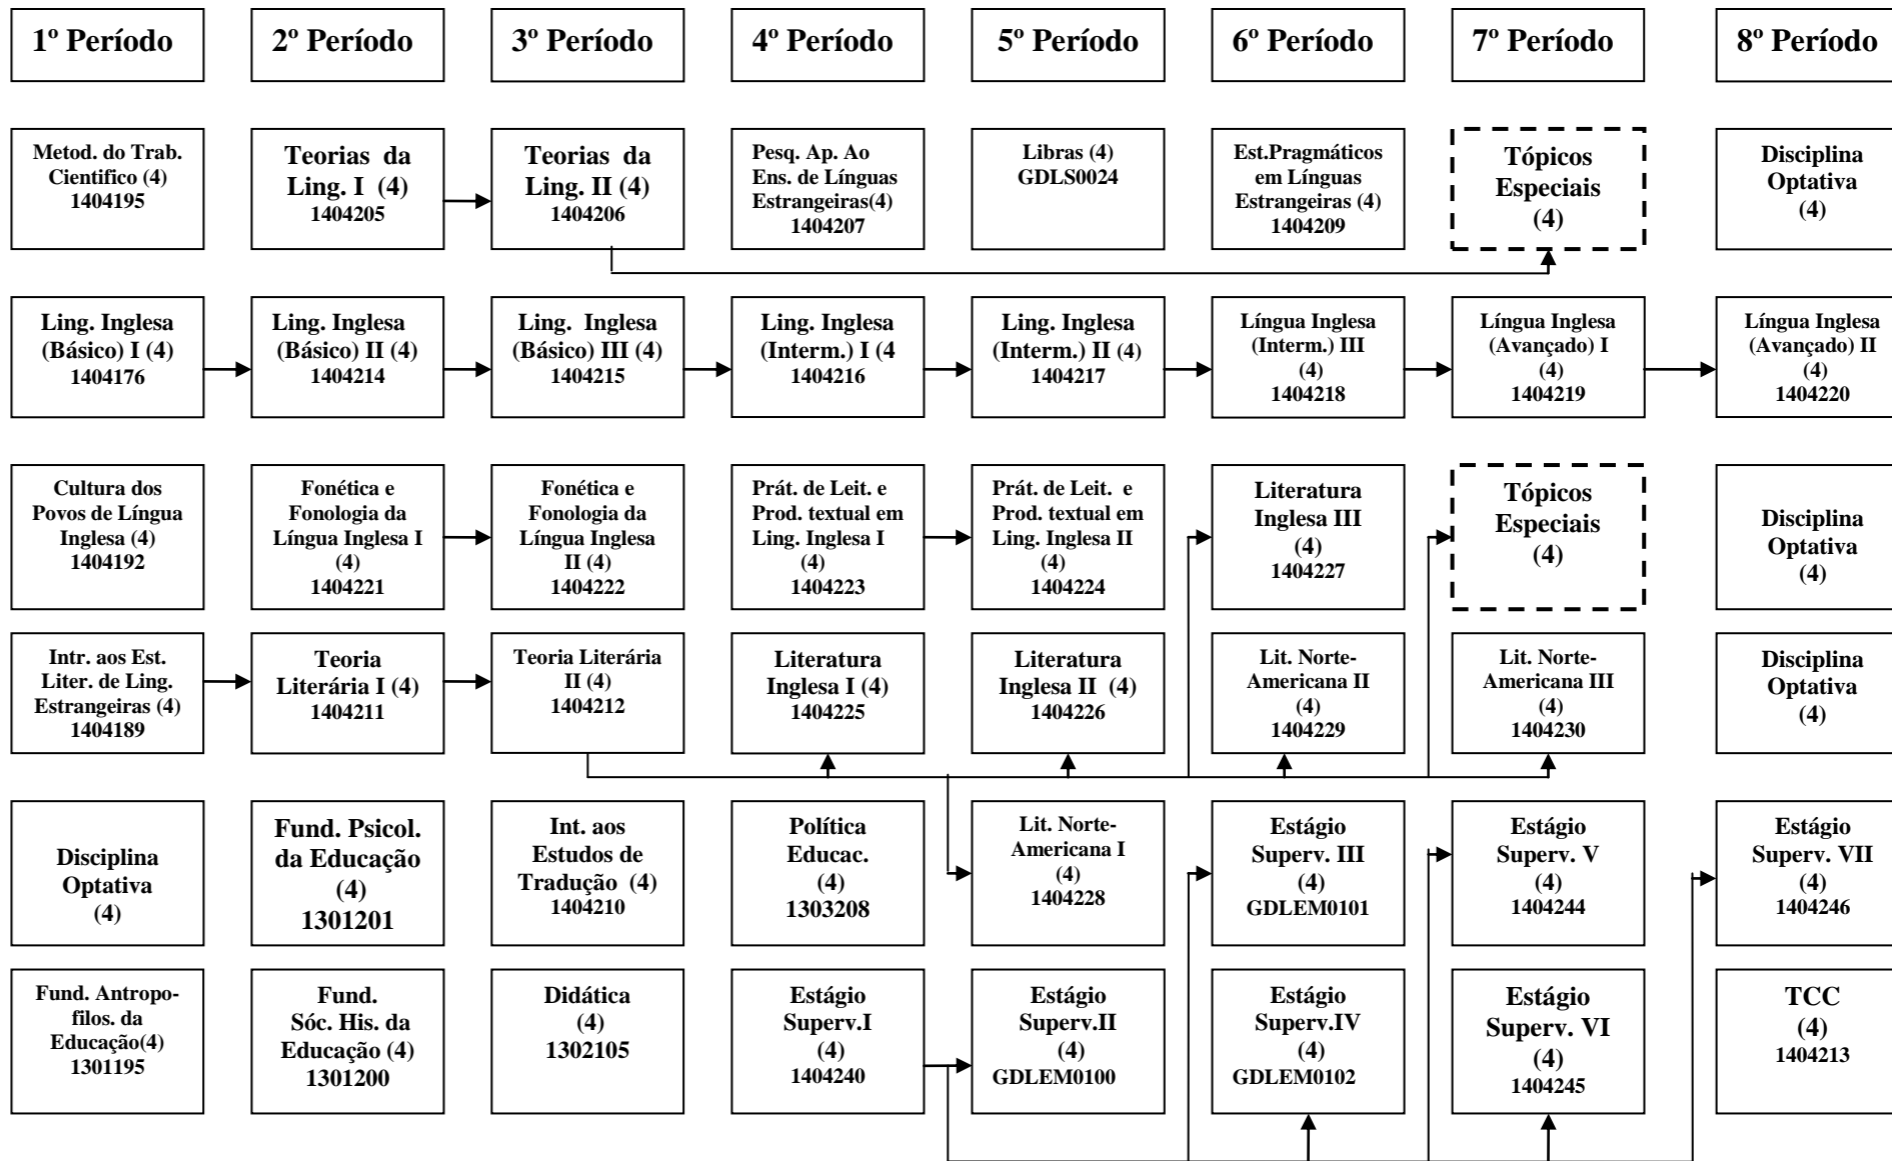 1º Período
2º Período
3º Período
4º Período
5º Período
6º Período
7º Período
8º Período
Metod. do Trab.
Cientifico (4)
1404195
Teorias da
Ling. I (4)
1404205
Teorias da
Ling. II (4)
1404206
Pesq. Ap. Ao
Ens. de Línguas
Estrangeiras(4)
1404207
Libras (4)
GDLS0024
Est.Pragmáticos
em Línguas
Estrangeiras (4)
1404209
Tópicos
Especiais
(4)
Disciplina
Optativa
(4)
Ling. Inglesa
(Básico) I (4)
1404176
Ling. Inglesa
(Básico) II (4)
1404214
Ling. Inglesa
(Básico) III (4)
1404215
Ling. Inglesa
(Interm.) I (4
1404216
Ling. Inglesa
(Interm.) II (4)
1404217
Língua Inglesa
(Interm.) III
(4)
1404218
Língua Inglesa
(Avançado) I
(4)
1404219
Língua Inglesa
(Avançado) II
(4)
1404220
Cultura dos
Povos de Língua
Inglesa (4)
1404192
Fonética e
Fonologia da
Língua Inglesa I
(4)
1404221
Fonética e
Fonologia da
Língua Inglesa
II (4)
1404222
Prát. de Leit. e
Prod. textual em
Ling. Inglesa I
(4)
1404223
Prát. de Leit. e
Prod. textual em
Ling. Inglesa II
(4)
1404224
Literatura
Inglesa III
(4)
1404227
Tópicos
Especiais
(4)
Disciplina
Optativa
(4)
Intr. aos Est.
Liter. de Ling.
Estrangeiras (4)
1404189
Teoria
Literária I (4)
1404211
Teoria Literária
II (4)
1404212
Literatura
Inglesa I (4)
1404225
Literatura
Inglesa II (4)
1404226
Lit. Norte-
Americana II
(4)
1404229
Lit. Norte-
Americana III
(4)
1404230
Disciplina
Optativa
(4)
Disciplina
Optativa
(4)
Fund. Psicol.
da Educação
(4)
1301201
Int. aos
Estudos de
Tradução (4)
1404210
Política
Educac.
(4)
1303208
Lit. Norte-
Americana I
(4)
1404228
Estágio
Superv. III
(4)
GDLEM0101
Estágio
Superv. V
(4)
1404244
Estágio
Superv. VII
(4)
1404246
Fund. Antropo-
filos. da
Educação(4)
1301195
Fund.
Sóc. His. da
Educação (4)
1301200
Didática
(4)
1302105
Estágio
Superv.I
(4)
1404240
Estágio
Superv.II
(4)
GDLEM0100
Estágio
Superv.IV
(4)
GDLEM0102
Estágio
Superv. VI
(4)
1404245
TCC
(4)
1404213